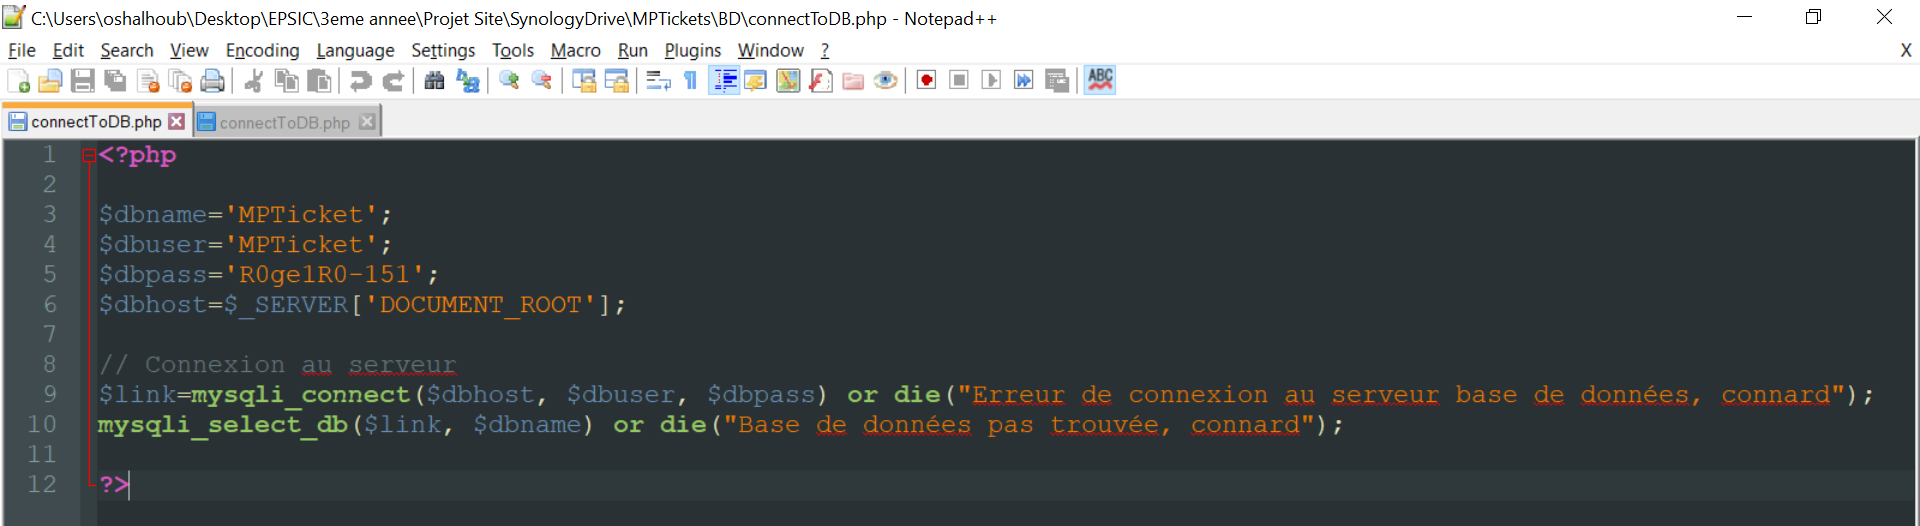 C:\Users\oshalhoub\Desktop\EPSIC\3eme annee\Projet Site\SynologyDrive\MPTickets\BD\connectToDB.php - Notepad++
File Edit Search View Encoding Language Settings Tools Macro Run Plugins Window ? X
ABC
connectToDB.php connectToDB.php
1 <?php
2
3 $dbname='MPTicket';
4 $dbuser='MPTicket';
5 $dbpass='R0gelR0-151';
6 $dbhost=$_SERVER['DOCUMENT_ROOT'];
7
8 // Connexion au serveur
9 $link=mysqli_connect($dbhost, $dbuser, $dbpass) or die("Erreur de connexion au serveur base de données, connard");
10 mysqli_select_db($link, $dbname) or die("Base de données pas trouvée, connard");
11
12 ?>